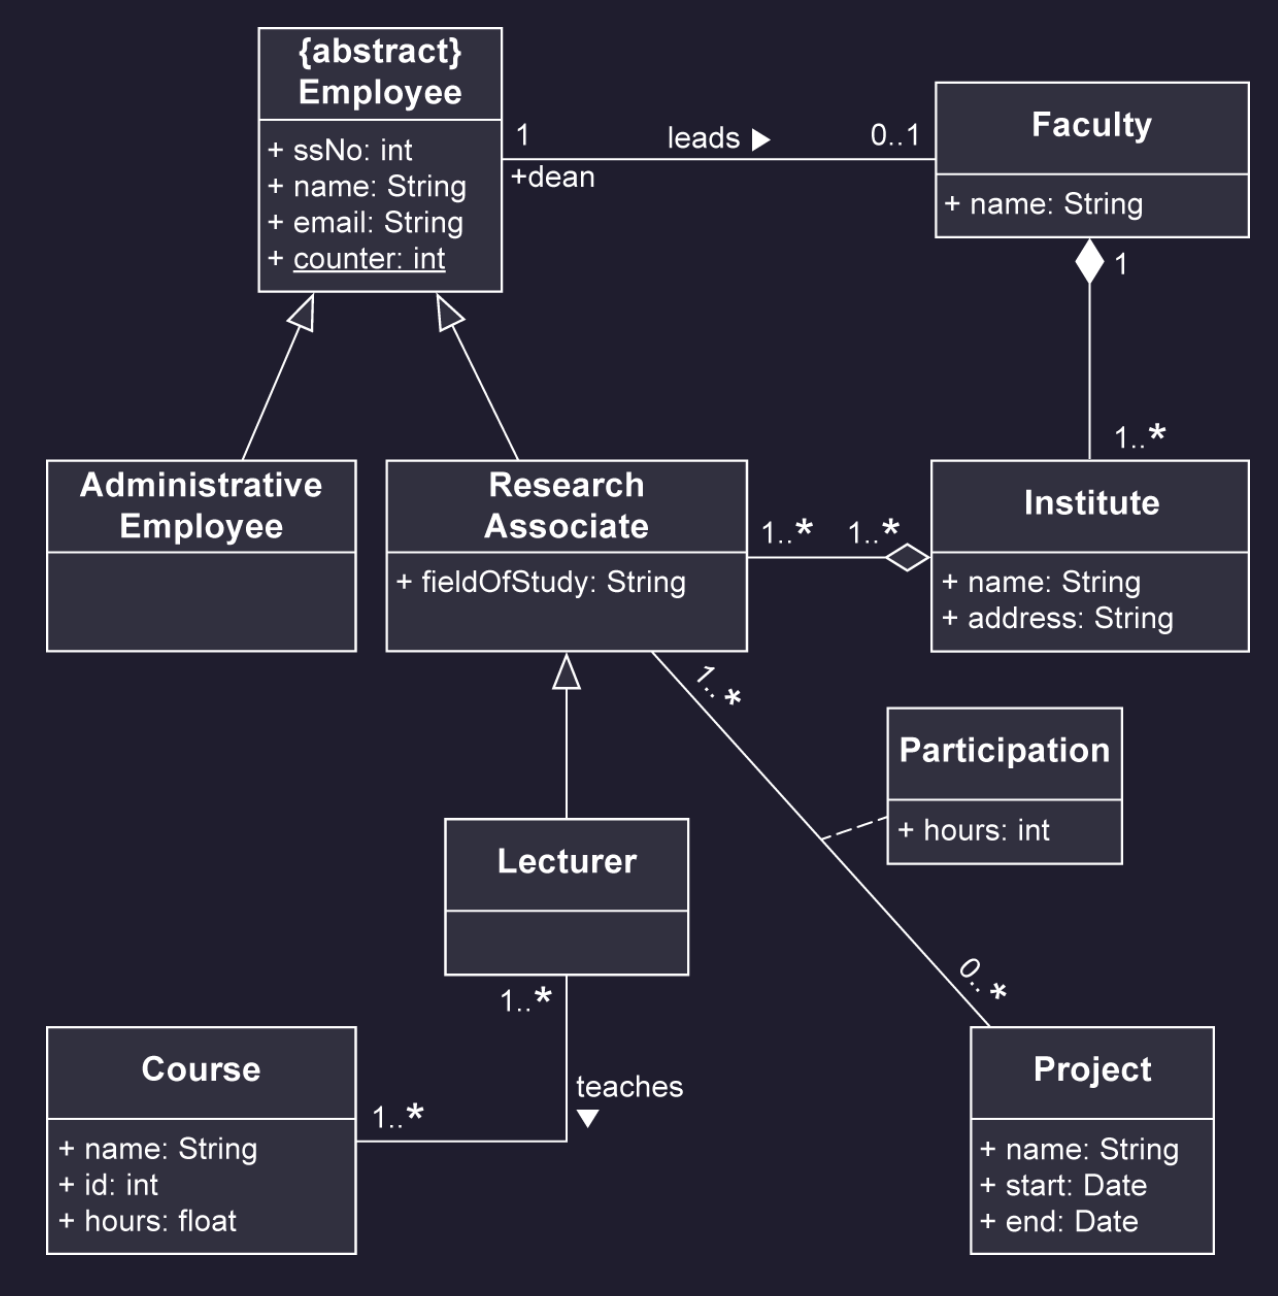 {abstract}
Employee
+ ssNo: int
+ name: String
+ email: String
+ counter: int
1
+dean
leads ▶
0..1
Faculty
+ name: String
1
1..*
Administrative
Employee
Research
Associate
+ fieldOfStudy: String
1..*
1..*
Institute
+ name: String
+ address: String
1..*
Participation
+ hours: int
Lecturer
1..*
0..*
teaches
▼
Course
+ name: String
+ id: int
+ hours: float
1..*
Project
+ name: String
+ start: Date
+ end: Date